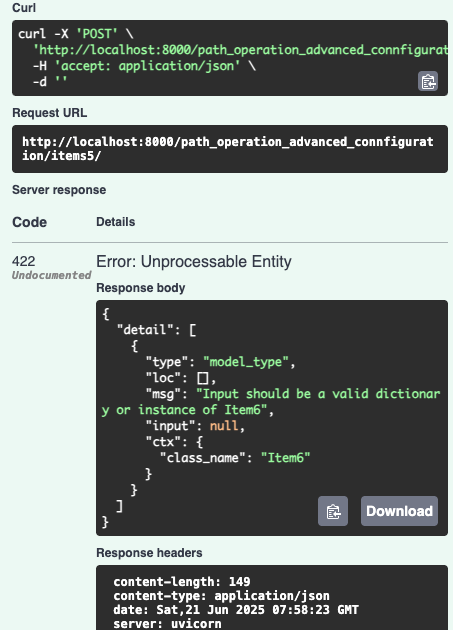 Curl
curl -X 'POST' \
'http://localhost:8000/path_operation_advanced_connfigurat
-H 'accept: application/json' \
-d ''
Request URL
http://localhost:8000/path_operation_advanced_connfigurat
ion/items5/
Server response
Code Details
422 Error: Unprocessable Entity
Undocumented
Response body
{
"detail": [
{
"type": "model_type",
"loc": [],
"msg": "Input should be a valid dictionar
y or instance of Item6",
"input": null,
"ctx": {
"class_name": "Item6"
}
}
]
}
Download
Response headers
content-length: 149
content-type: application/json
date: Sat,21 Jun 2025 07:58:23 GMT
server: uvicorn